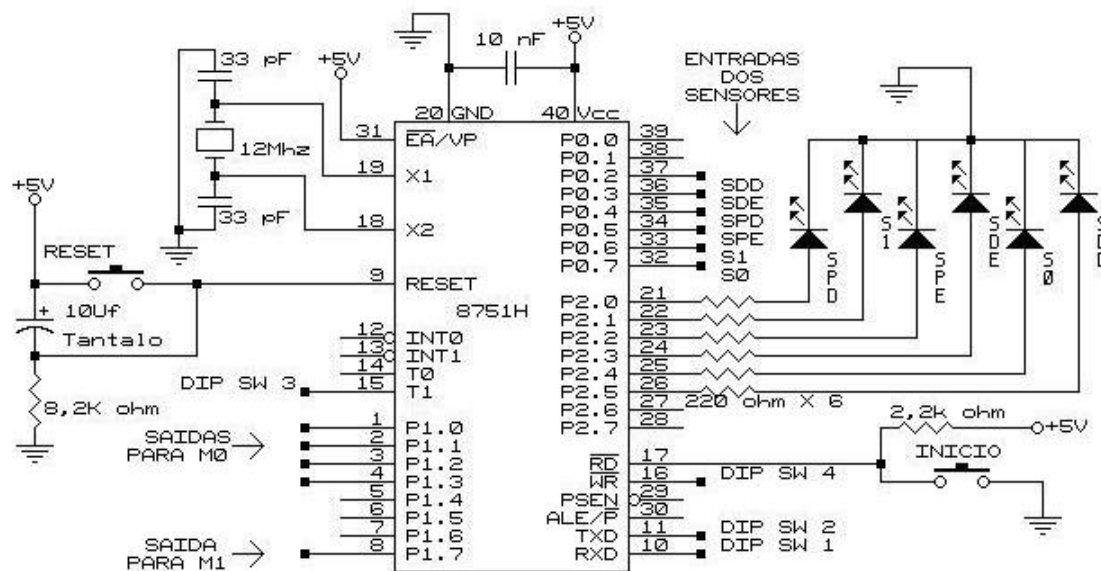 +5V
10 nF
+5V
33 pF
20 GND
40 Vcc
12Mhz
33 pF
ENTRADAS
DOS
SENSORES
31 EA/VP
19 X1
18 X2
9 RESET
8751H
12 INT0
13 INT1
14 T0
15 T1
1 P1.0
2 P1.1
3 P1.2
4 P1.3
5 P1.4
6 P1.5
7 P1.6
8 P1.7
P0.0 39
P0.1 38
P0.2 37
P0.3 36
P0.4 35
P0.5 34
P0.6 33
P0.7 32
P2.0 21
P2.1 22
P2.2 23
P2.3 24
P2.4 25
P2.5 26
P2.6 27
P2.7 28
RD 17
WR 16
PSEN 29
ALE/P 30
TXD 11
RXD 10
+5V
RESET
+
10Uf
Tantalo
8,2K ohm
DIP SW 3
SAIDAS
PARA M0
SAIDA
PARA M1
SDD
SDE
SPD
SPE
S1
S0
SPD
S1
SPE
SDE
S0
SDD
220 ohm X 6
2,2k ohm
+5V
INICIO
DIP SW 4
DIP SW 2
DIP SW 1